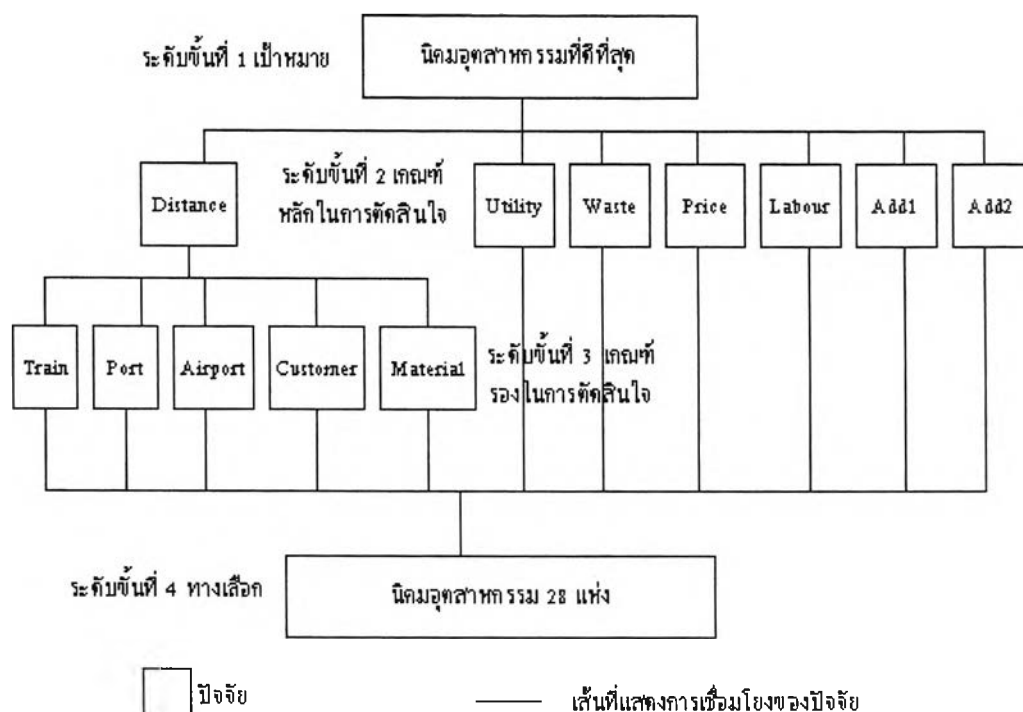 ระดับขั้นที่ 1 เป้าหมาย
นิคมอุตสาหกรรมที่ดีที่สุด
ระดับขั้นที่ 2 เกณฑ์
หลักในการตัดสินใจ
Distance
Utility
Waste
Price
Labour
Add1
Add2
Train
Port
Airport
Customer
Material
ระดับขั้นที่ 3 เกณฑ์
รองในการตัดสินใจ
ระดับขั้นที่ 4 ทางเลือก
นิคมอุตสาหกรรม 28 แห่ง
ปัจจัย
เส้นที่แสดงการเชื่อมโยงของปัจจัย